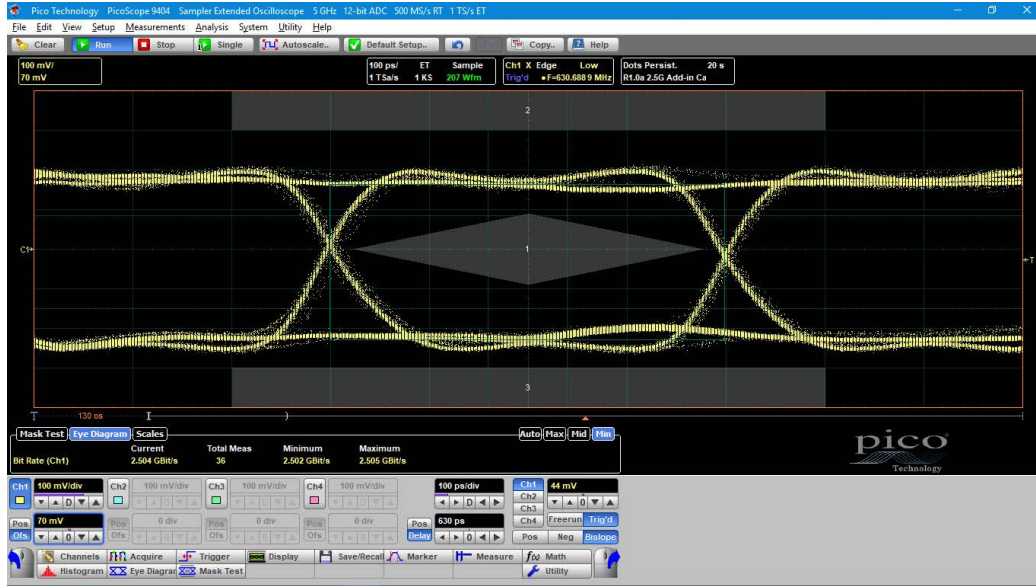 Pico Technology PicoScope 9404 Sampler Extended Oscilloscope 5 GHz 12-bit ADC 500 MS/s RT 1 TS/s ET
File Edit View Setup Measurements Analysis System Utility Help
Clear Run Stop Single Autoscale.. Default Setup.. Copy.. Help
100 mV/
70 mV
100 ps/ ET Sample
1 TSa/s 1 KS 207 Wfm
Ch1 X Edge Low
Trig'd F=630.688 9 MHz
Dots Persist. 20 s
R1.0a 2.5G Add-in Ca
2
C1
1
T
3
T 130 ps
Mask Test Eye Diagram Scales Auto Max Mid Min
Current Total Meas Minimum Maximum
Bit Rate (Ch1) 2.504 GBit/s 36 2.502 GBit/s 2.505 GBit/s
pico
Technology
Ch1 100 mV/div Ch2 100 mV/div Ch3 100 mV/div Ch4 100 mV/div 100 ps/div Ch1 44 mV
D D Ch2 0
Ch3
Pos 70 mV Pos 0 div Pos 0 div Pos 0 div Pos 630 ps Ch4 Freerun Trig'd
Ofs 0 Ofs Ofs Ofs Delay 0 Pos Neg Bislope
Channels Acquire Trigger Display Save/Recall Marker Measure f(x) Math
Histogram Eye Diagram Mask Test Utility